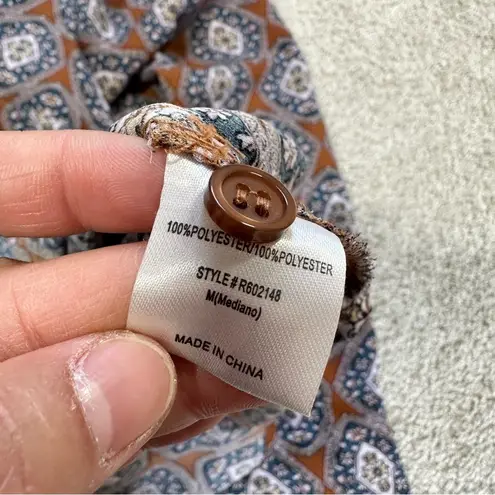 100%POLYESTER/100%POLYESTER
STYLE # R602148
M(Mediano)
MADE IN CHINA